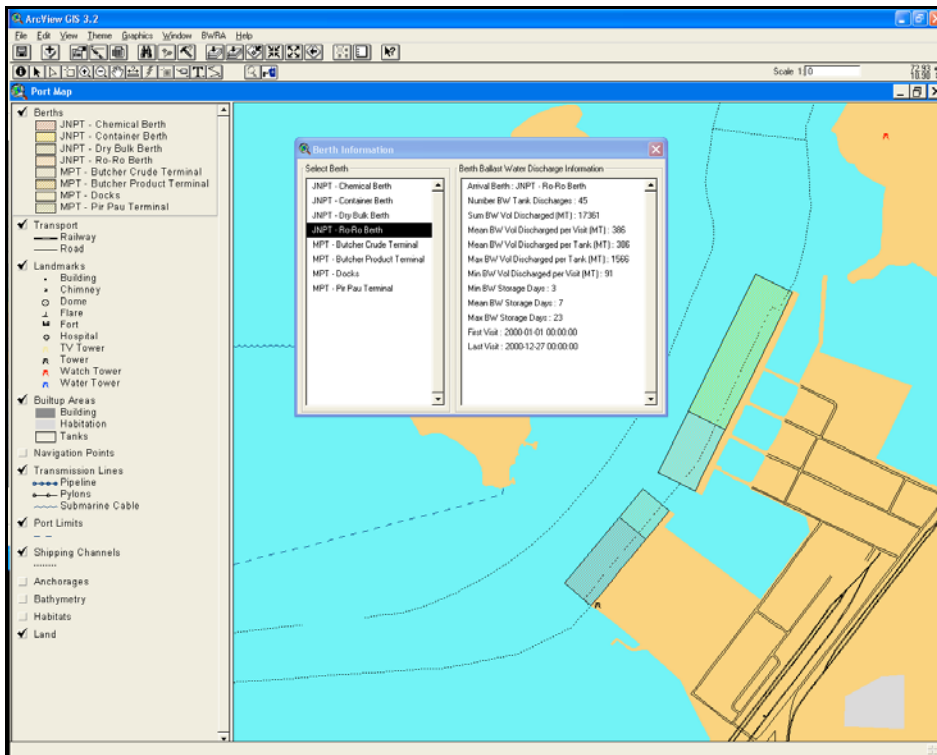 ArcView GIS 3.2
File Edit View Theme Graphics Window BWRA Help
Scale 1: 0
72.93
18.90
Port Map
Berths
JNPT - Chemical Berth
JNPT - Container Berth
JNPT - Dry Bulk Berth
JNPT - Ro-Ro Berth
MPT - Butcher Crude Terminal
MPT - Butcher Product Terminal
MPT - Docks
MPT - Pir Pau Terminal
Transport
Railway
Road
Landmarks
Building
Chimney
Dome
Flare
Fort
Hospital
TV Tower
Tower
Watch Tower
Water Tower
Builtup Areas
Building
Habitation
Tanks
Navigation Points
Transmission Lines
Pipeline
Pylons
Submarine Cable
Port Limits
Shipping Channels
Anchorages
Bathymetry
Habitats
Land
Berth Information
Select Berth
JNPT - Chemical Berth
JNPT - Container Berth
JNPT - Dry Bulk Berth
JNPT - Ro-Ro Berth
MPT - Butcher Crude Terminal
MPT - Butcher Product Terminal
MPT - Docks
MPT - Pir Pau Terminal
Berth Ballast Water Discharge Information
Arrival Berth : JNPT - Ro-Ro Berth
Number BW Tank Discharges : 45
Sum BW Vol Discharged (MT) : 17361
Mean BW Vol Discharged per Visit (MT) : 386
Mean BW Vol Discharged per Tank (MT) : 386
Max BW Vol Discharged per Tank (MT) : 1566
Min BW Vol Discharged per Visit (MT) : 91
Min BW Storage Days : 3
Mean BW Storage Days : 7
Max BW Storage Days : 23
First Visit : 2000-01-01 00:00:00
Last Visit : 2000-12-27 00:00:00